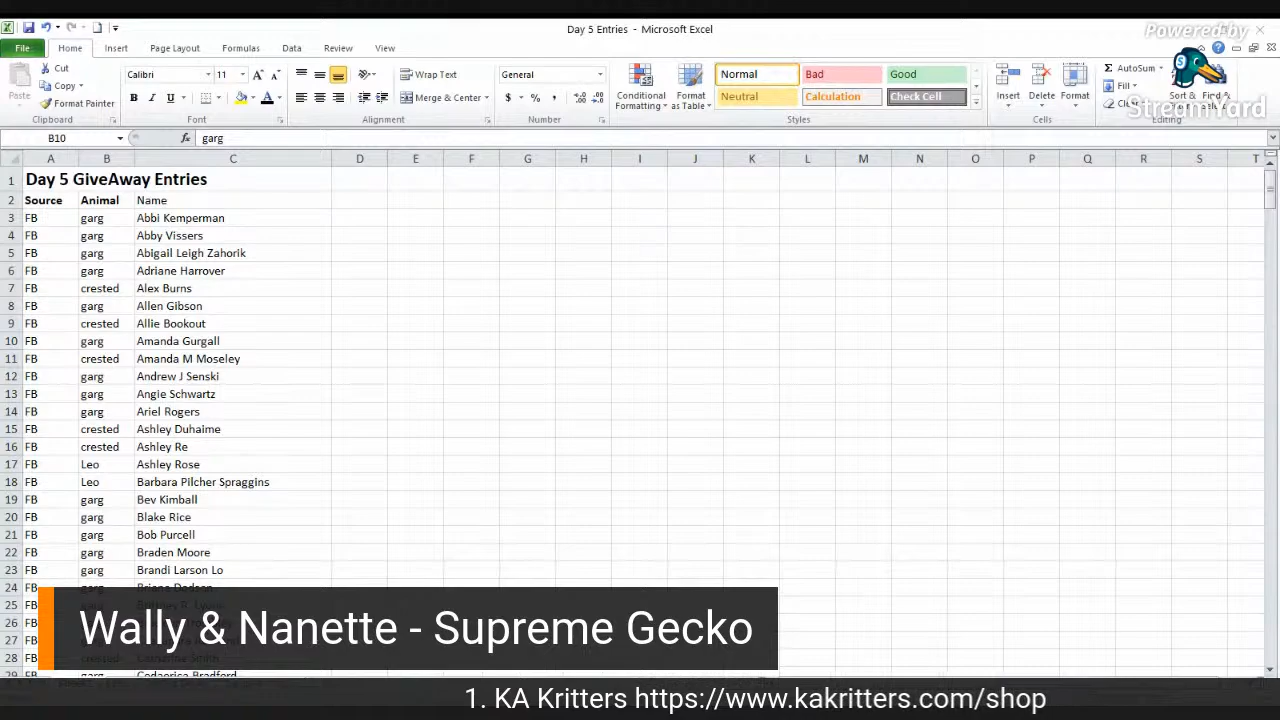 Day 5 Entries - Microsoft Excel
Powered by
File Home Insert Page Layout Formulas Data Review View
Paste
Cut
Copy
Format Painter
Calibri 11
B I U
Wrap Text
Merge & Center
General
$ % ,
Conditional Formatting
Format as Table
Normal Bad Good
Neutral Calculation Check Cell
Insert Delete Format
AutoSum
Fill
Sort &
Find &
StreamYard
Clipboard Font Alignment Number Styles Cells Editing
B10 fx garg
A B C D E F G H I J K L M N O P Q R S T
1 Day 5 GiveAway Entries
2 Source Animal Name
3 FB garg Abbi Kemperman
4 FB garg Abby Vissers
5 FB garg Abigail Leigh Zahorik
6 FB garg Adriane Harrover
7 FB crested Alex Burns
8 FB garg Allen Gibson
9 FB crested Allie Bookout
10 FB garg Amanda Gurgall
11 FB crested Amanda M Moseley
12 FB garg Andrew J Senski
13 FB garg Angie Schwartz
14 FB garg Ariel Rogers
15 FB crested Ashley Duhaime
16 FB crested Ashley Re
17 FB Leo Ashley Rose
18 FB Leo Barbara Pilcher Spraggins
19 FB garg Bev Kimball
20 FB garg Blake Rice
21 FB garg Bob Purcell
22 FB garg Braden Moore
23 FB garg Brandi Larson Lo
24 FB garg Briana Dodson
25
26
27
28 crested Catharine Smith
29 FB garg Codaerica Bradford
Wally & Nanette - Supreme Gecko
1. KA Kritters https://www.kakritters.com/shop